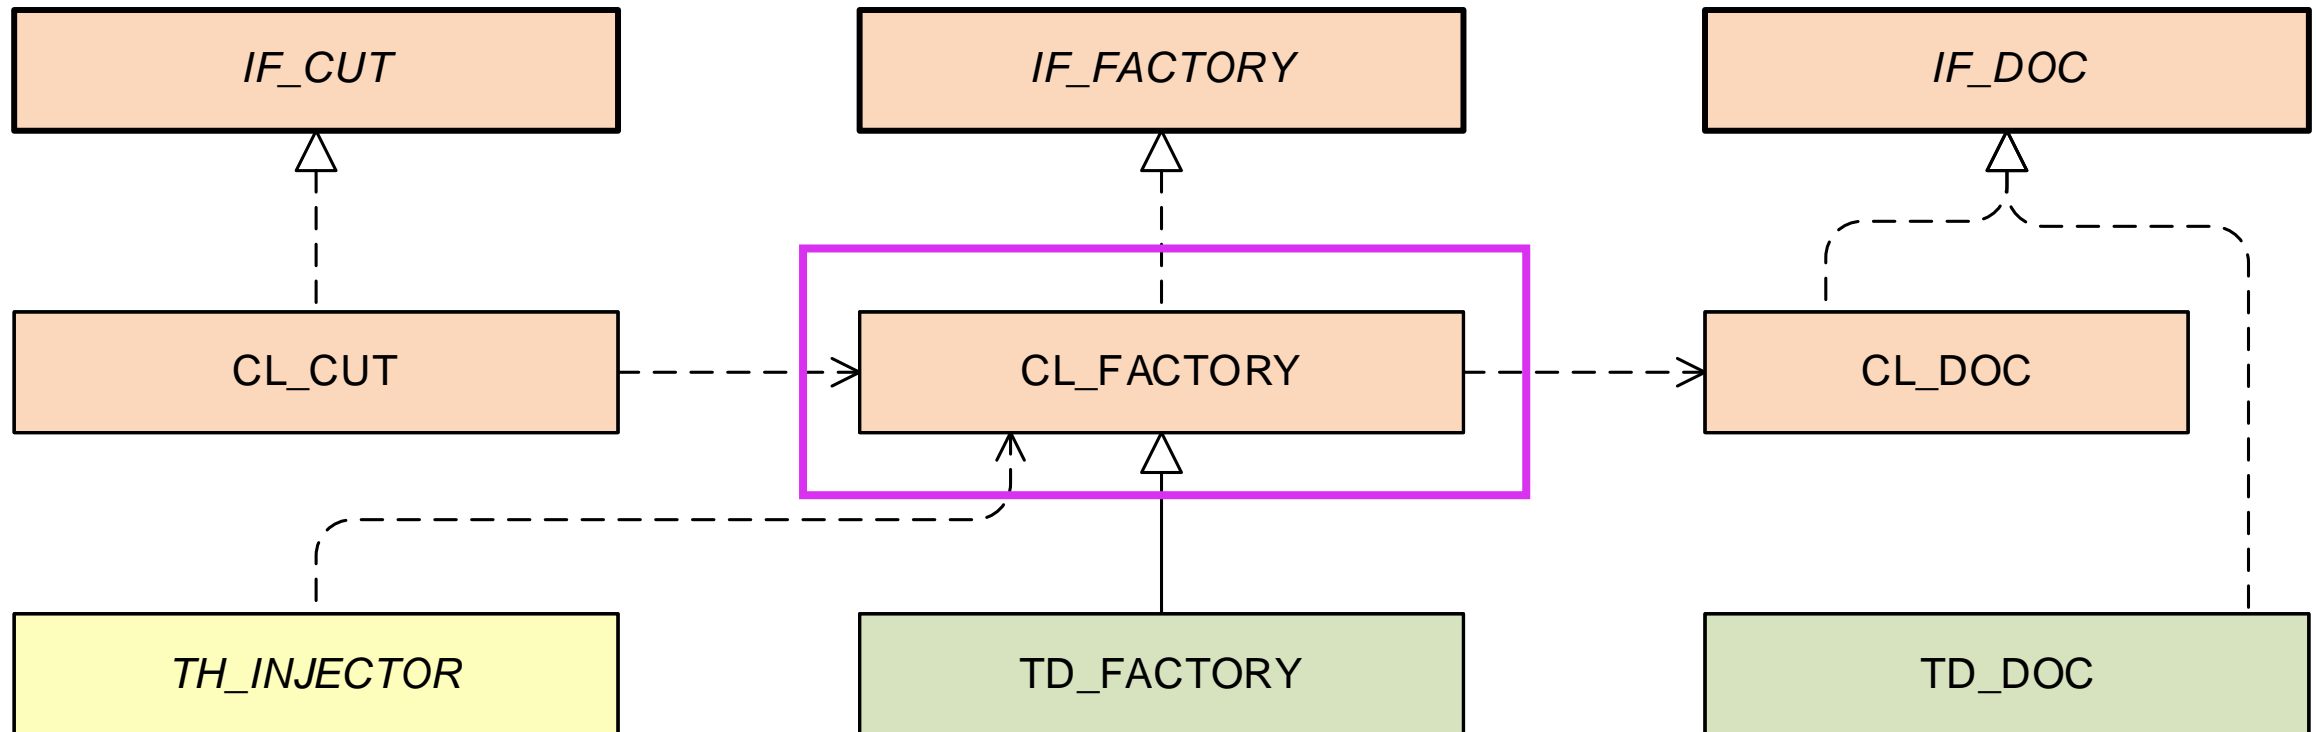 IF_CUT
IF_FACTORY
IF_DOC
CL_CUT
CL_FACTORY
CL_DOC
TH_INJECTOR
TD_FACTORY
TD_DOC